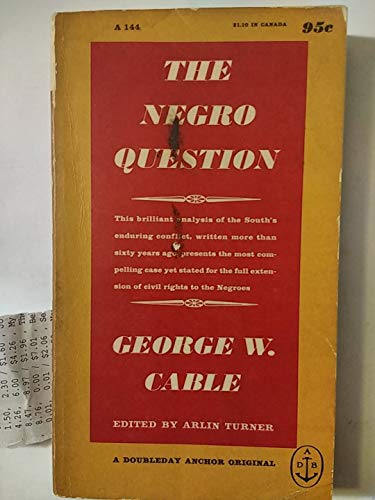 A 144
$1.10 IN CANADA
95c
THE
NEGRO
QUESTION
This brilliant analysis of the South's
enduring conflict, written more than
sixty years ago, presents the most com-
pelling case yet stated for the full exten-
sion of civil rights to the Negroes
GEORGE W.
CABLE
EDITED BY ARLIN TURNER
A DOUBLEDAY ANCHOR ORIGINAL
A
D B